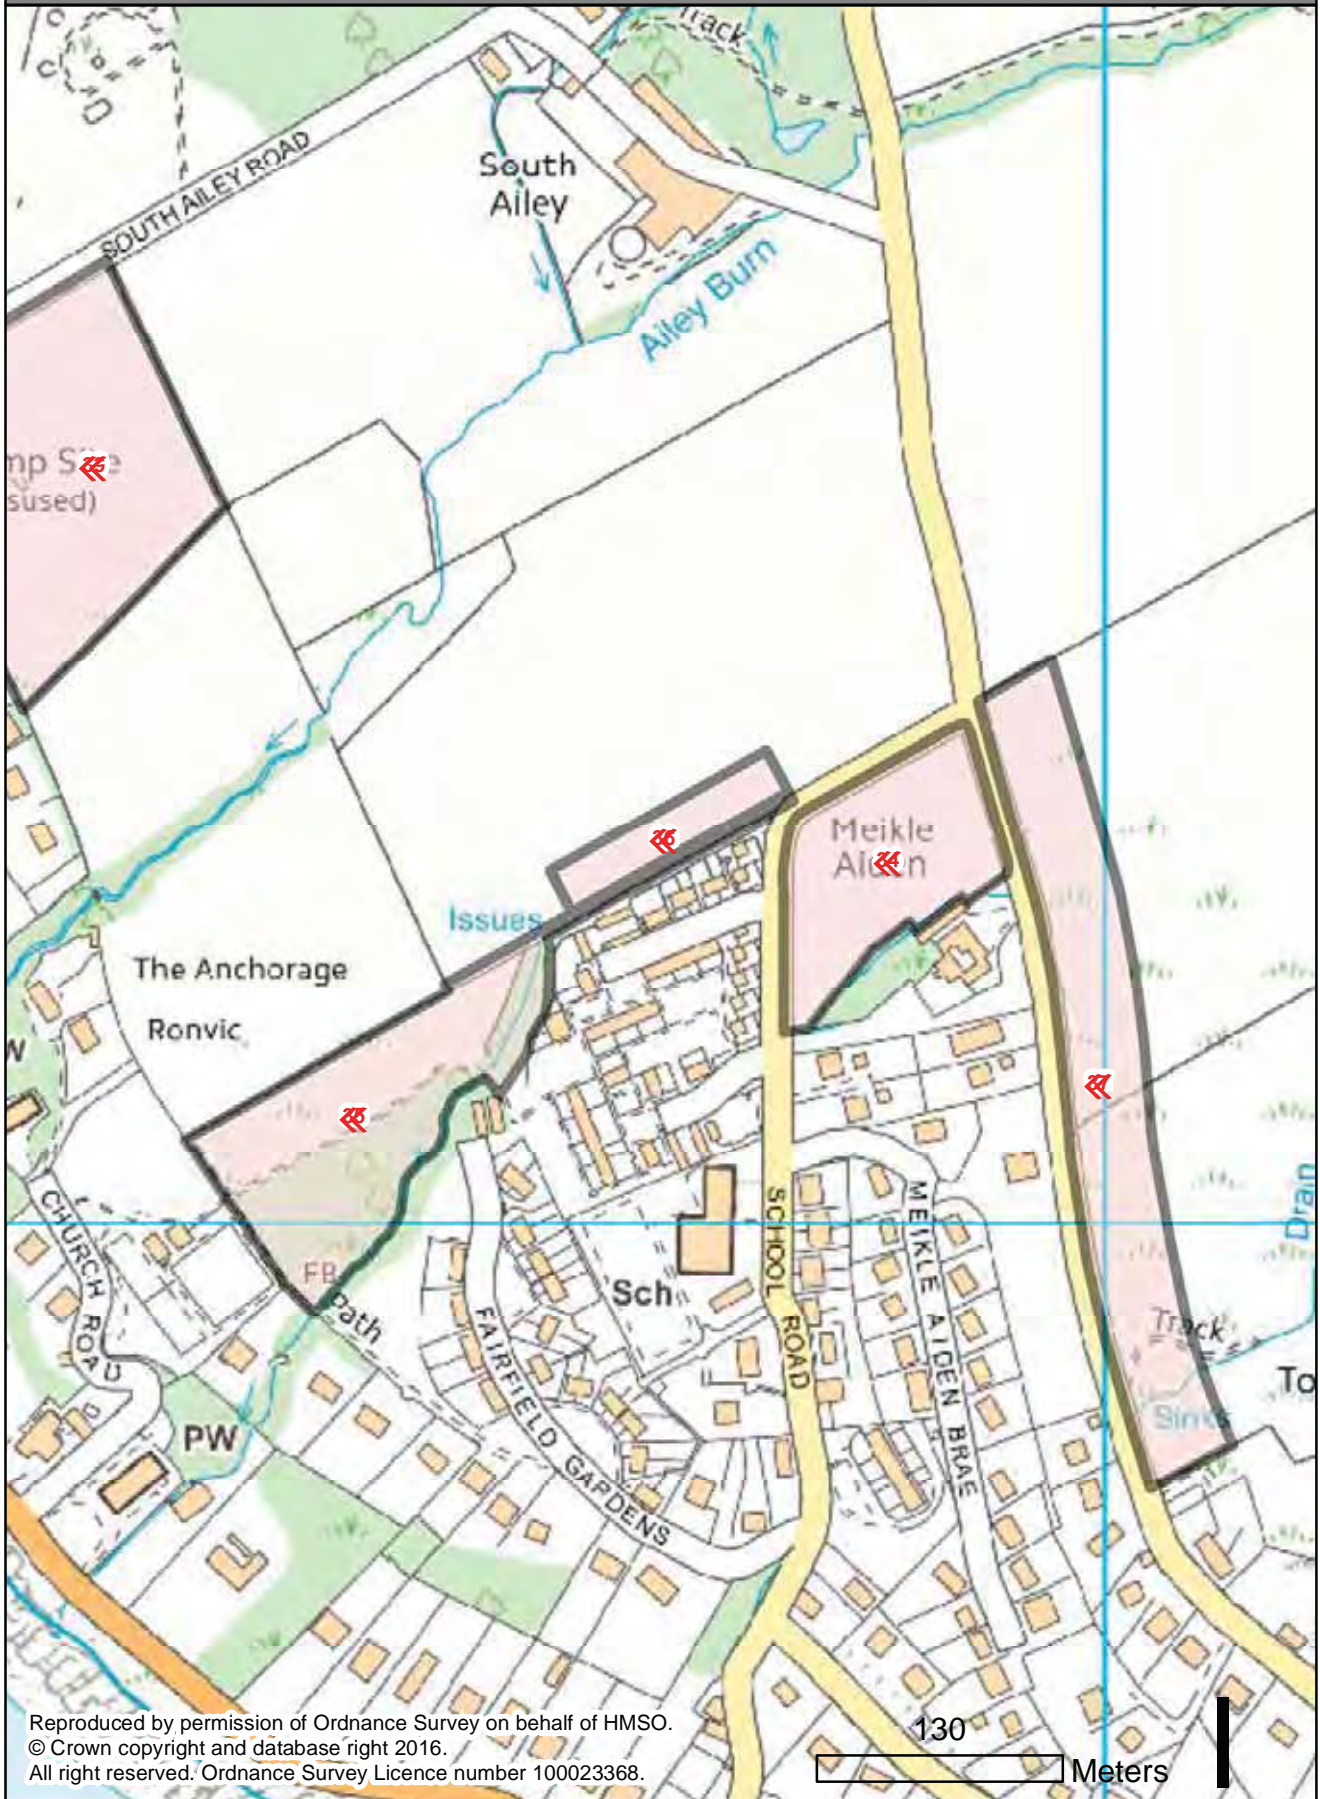 Track
SOUTH AILEY ROAD
South
Ailey
Ailey Burn
sused)
Meikle
Issues
The Anchorage
Ronvic
W
CHURCH ROAD
FB
Path
Sch
SCHOOL ROAD
MEIKLE AIDEN BRAE
FAIRFIELD GARDENS
PW
Drain
Track
Sinks
To
Reproduced by permission of Ordnance Survey on behalf of HMSO.
© Crown copyright and database right 2016.
All right reserved. Ordnance Survey Licence number 100023368.
130
Meters